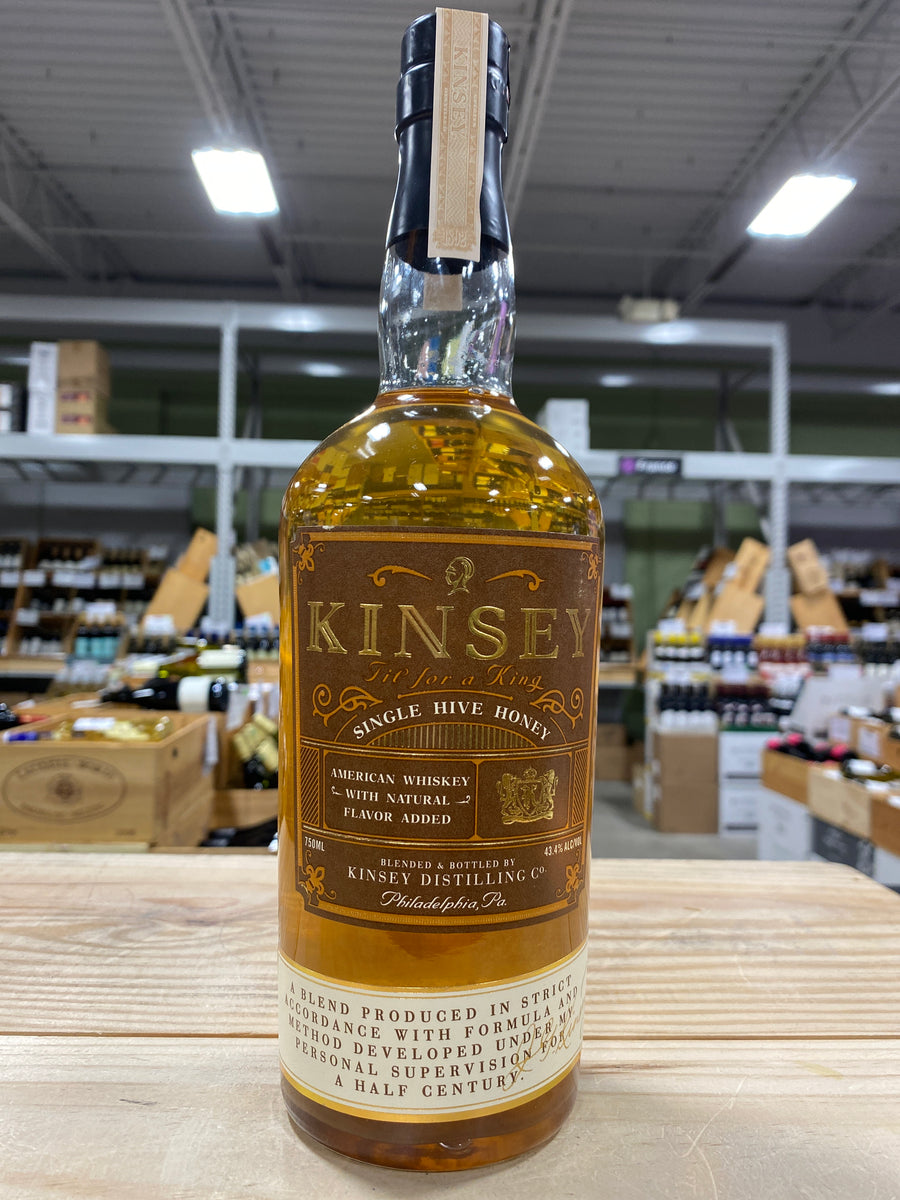 KINSEY
1892
France
KINSEY
Fit for a King
SINGLE HIVE HONEY
AMERICAN WHISKEY
WITH NATURAL
FLAVOR ADDED
750ML
43.4% ALC/VOL
BLENDED & BOTTLED BY
KINSEY DISTILLING Co.
Philadelphia, Pa.
A BLEND PRODUCED IN STRICT
ACCORDANCE WITH FORMULA AND
METHOD DEVELOPED UNDER MY
PERSONAL SUPERVISION FOR
A HALF CENTURY.